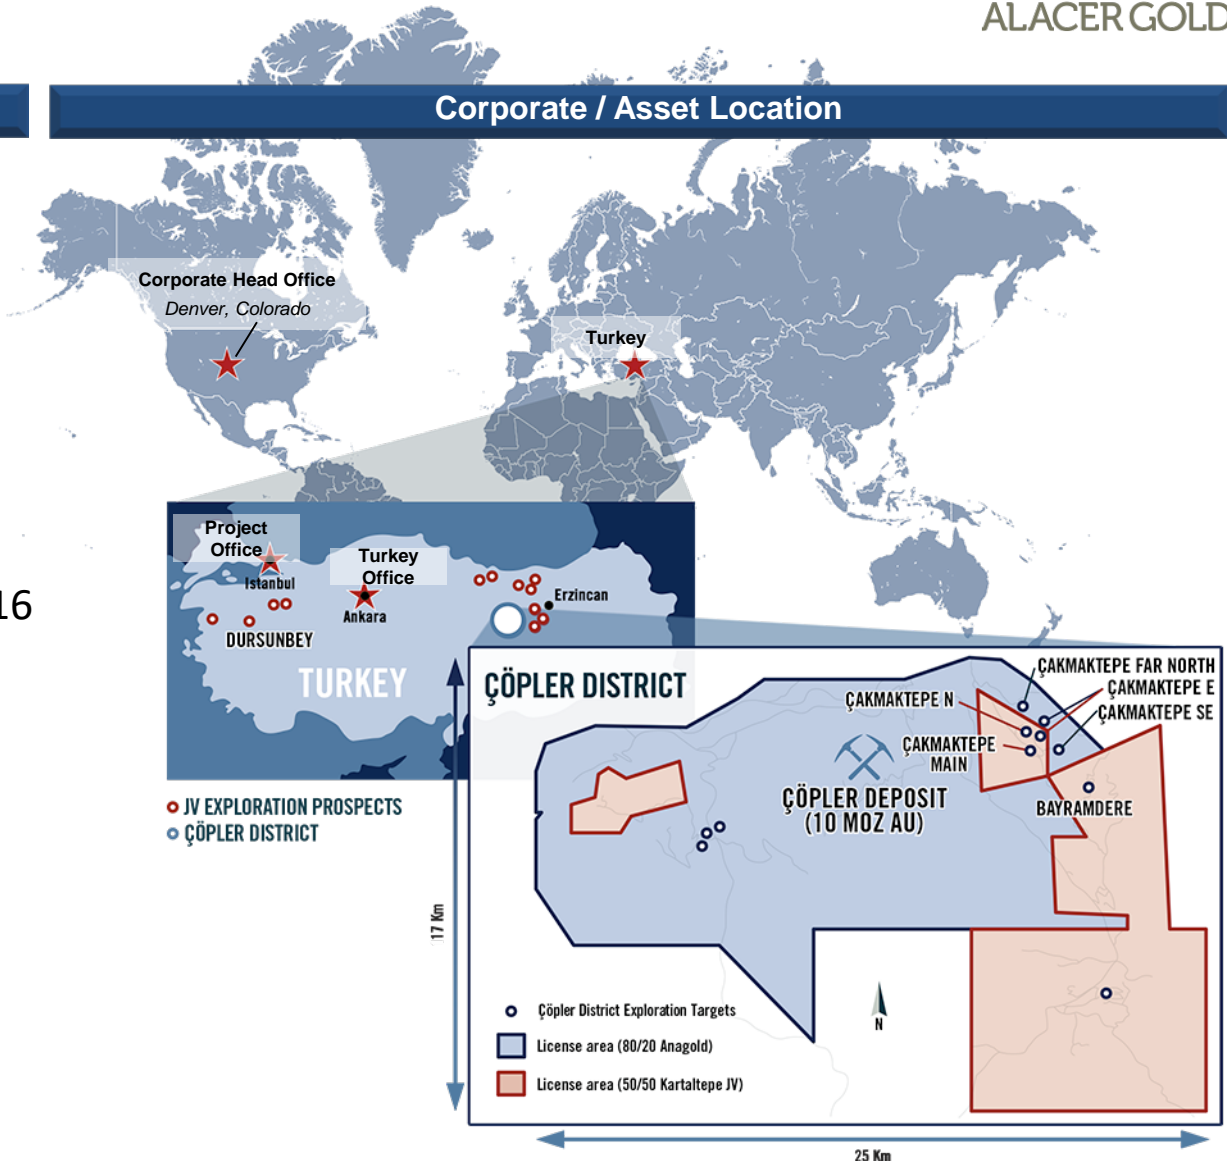 ALACER GOLD
Corporate / Asset Location
Corporate Head Office
Denver, Colorado
Turkey
Project
Office
Istanbul
Turkey
Office
Ankara
Erzincan
DURSUNBEY
TURKEY
16
JV EXPLORATION PROSPECTS
ÇÖPLER DISTRICT
ÇÖPLER DISTRICT
ÇAKMAKTEPE FAR NORTH
ÇAKMAKTEPE E
ÇAKMAKTEPE N
ÇAKMAKTEPE SE
ÇAKMAKTEPE
MAIN
ÇÖPLER DEPOSIT
(10 MOZ AU)
BAYRAMDERE
17 Km
N
Çöpler District Exploration Targets
License area (80/20 Anagold)
License area (50/50 Kartaltepe JV)
25 Km